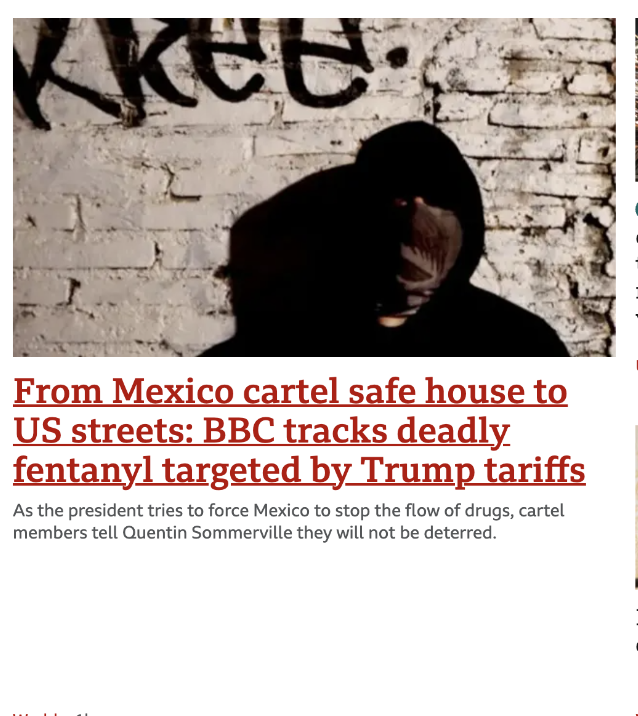 From Mexico cartel safe house to
US streets: BBC tracks deadly
fentanyl targeted by Trump tariffs
As the president tries to force Mexico to stop the flow of drugs, cartel
members tell Quentin Sommerville they will not be deterred.